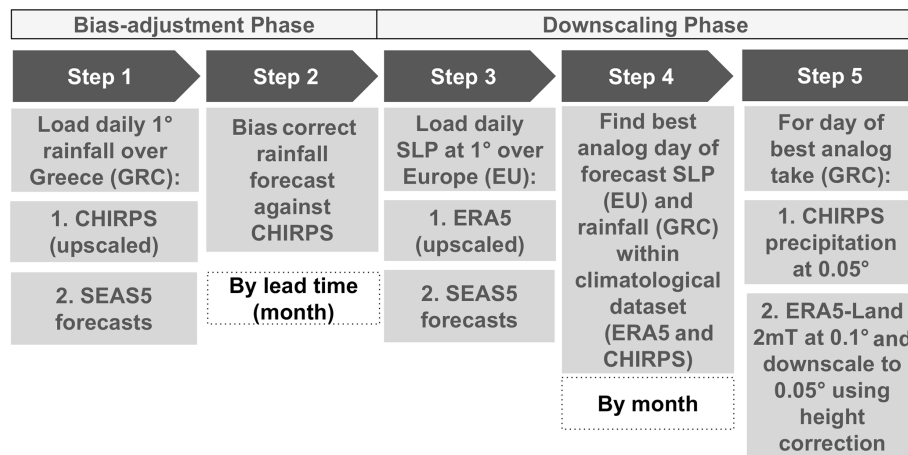 Bias-adjustment Phase
Downscaling Phase
Step 1
Step 2
Step 3
Step 4
Step 5
Load daily 1°
rainfall over
Greece (GRC):
1. CHIRPS
(upscaled)
2. SEAS5
forecasts
Bias correct
rainfall
forecast
against
CHIRPS
By lead time
(month)
Load daily
SLP at 1° over
Europe (EU):
1. ERA5
(upscaled)
2. SEAS5
forecasts
Find best
analog day of
forecast SLP
(EU) and
rainfall (GRC)
within
climatological
dataset
(ERA5 and
CHIRPS)
By month
For day of
best analog
take (GRC):
1. CHIRPS
precipitation
at 0.05°
2. ERA5-Land
2mT at 0.1° and
downscale to
0.05° using
height
correction